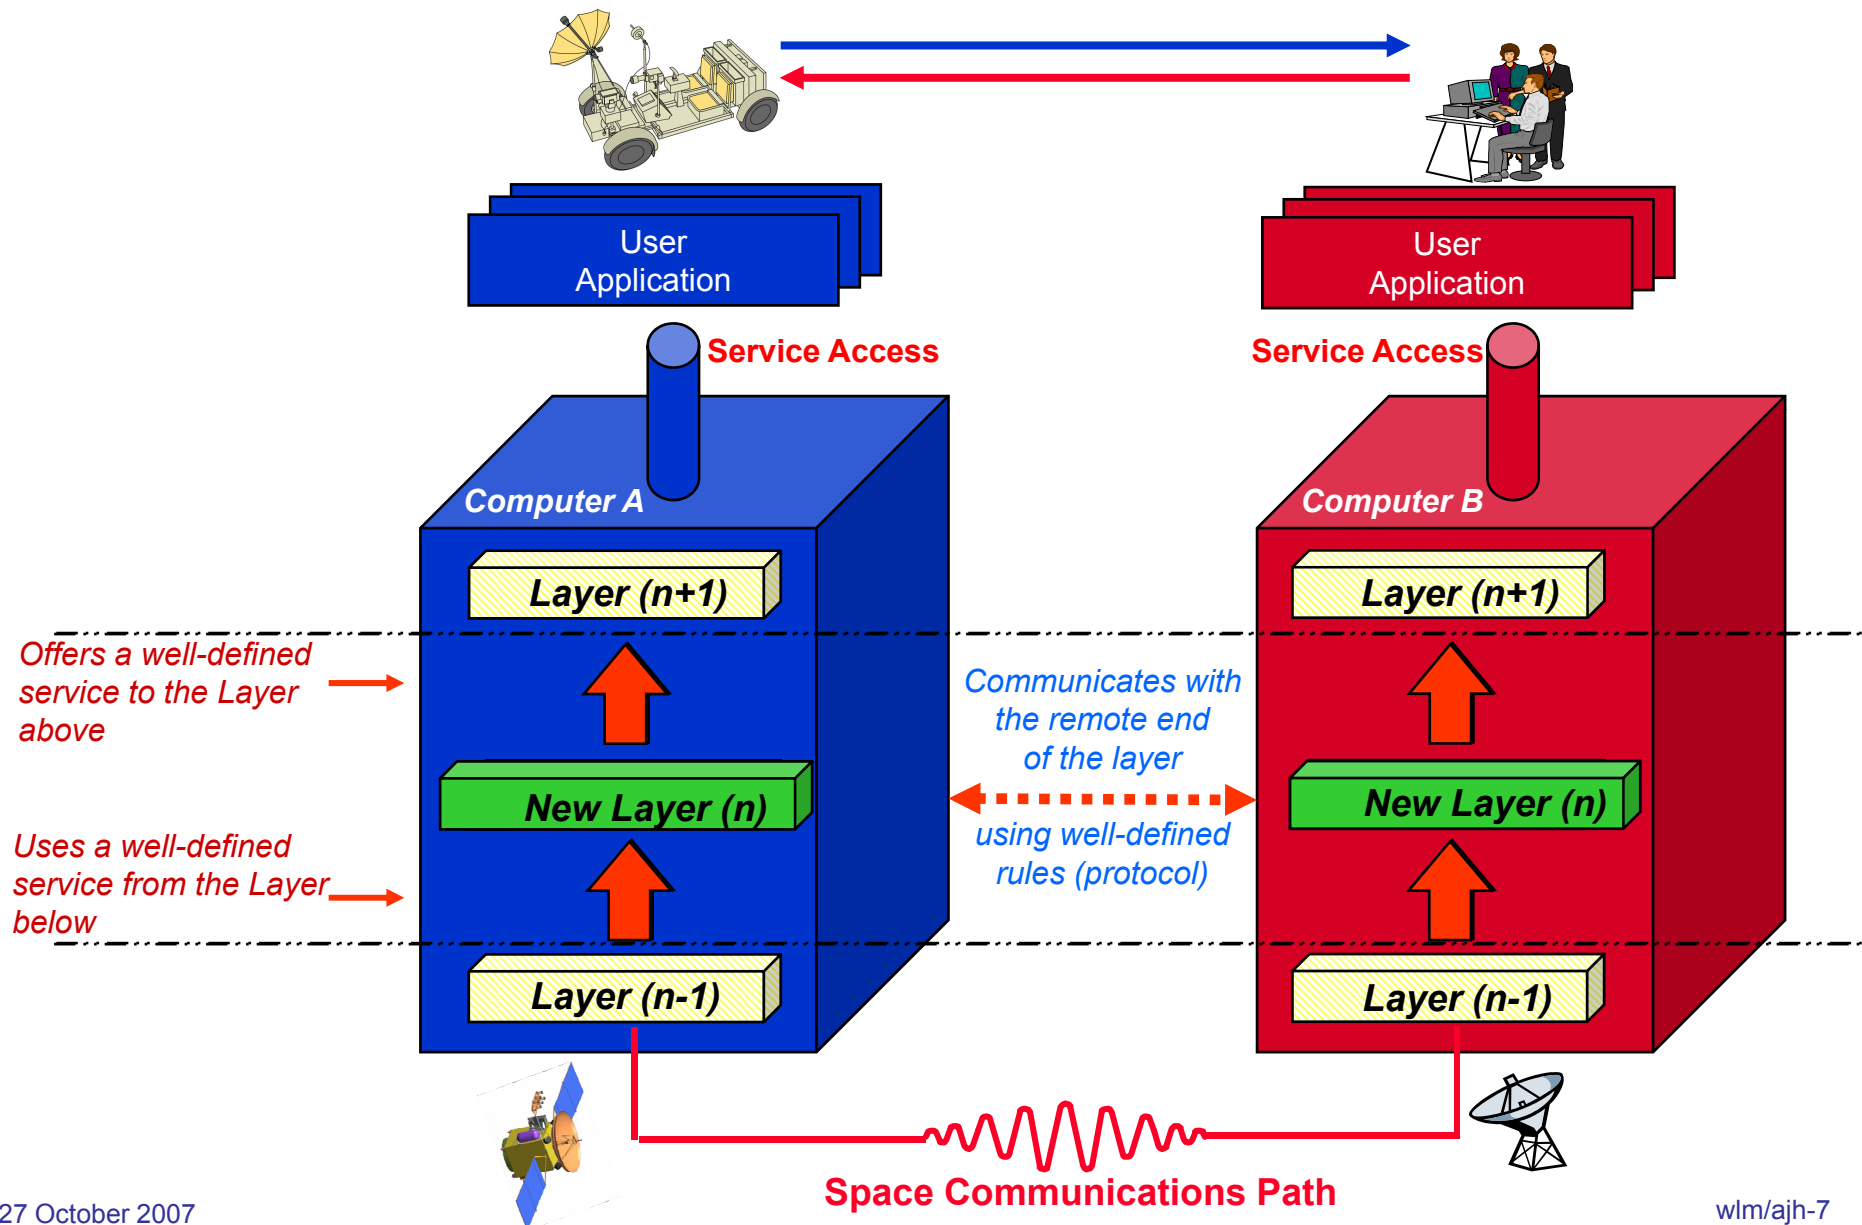 User
Application
User
Application
Service Access
Service Access
Computer A
Computer B
Layer (n+1)
Layer (n+1)
Offers a well-defined
service to the Layer
above
Communicates with
the remote end
of the layer
New Layer (n)
New Layer (n)
using well-defined
rules (protocol)
Uses a well-defined
service from the Layer
below
Layer (n-1)
Layer (n-1)
Space Communications Path
27 October 2007
wlm/ajh-7